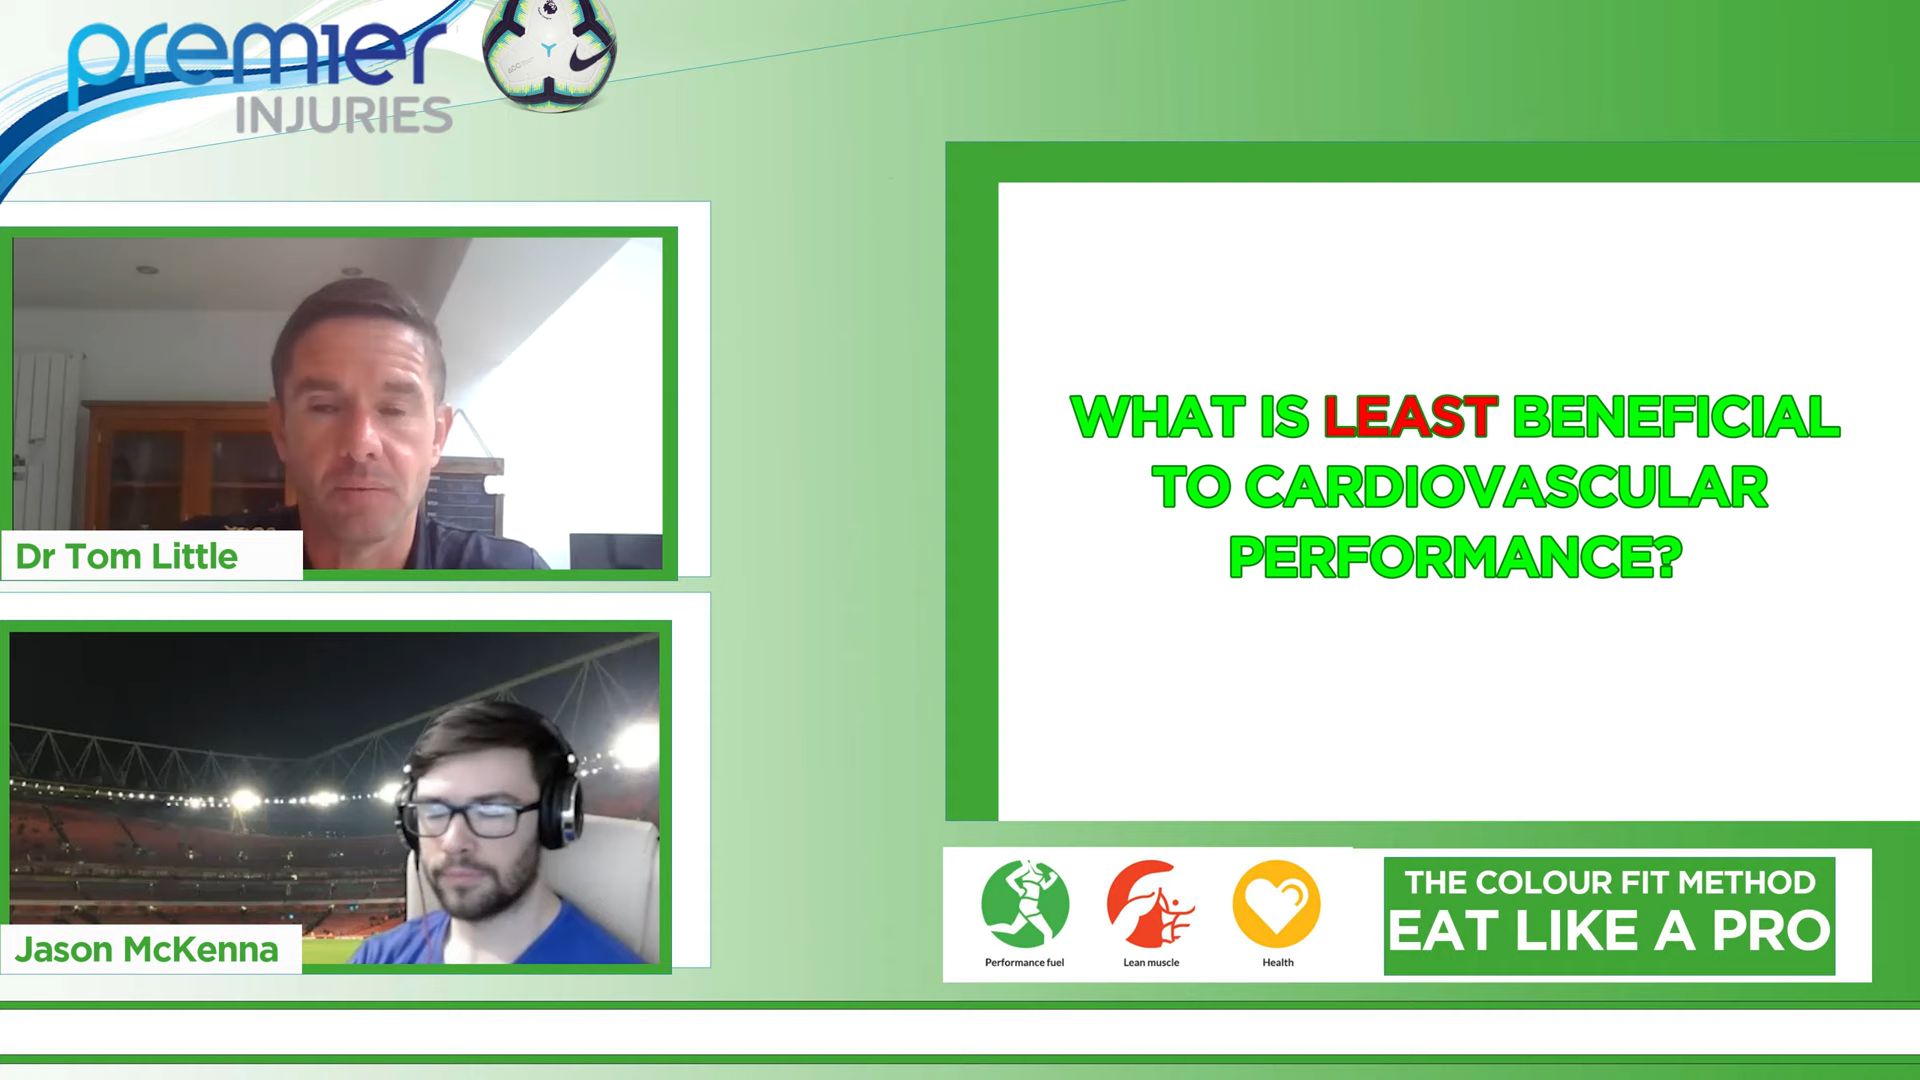 premier
INJURIES
Dr Tom Little
Jason McKenna
WHAT IS LEAST BENEFICIAL
TO CARDIOVASCULAR
PERFORMANCE?
Performance fuel
Lean muscle
Health
THE COLOUR FIT METHOD
EAT LIKE A PRO